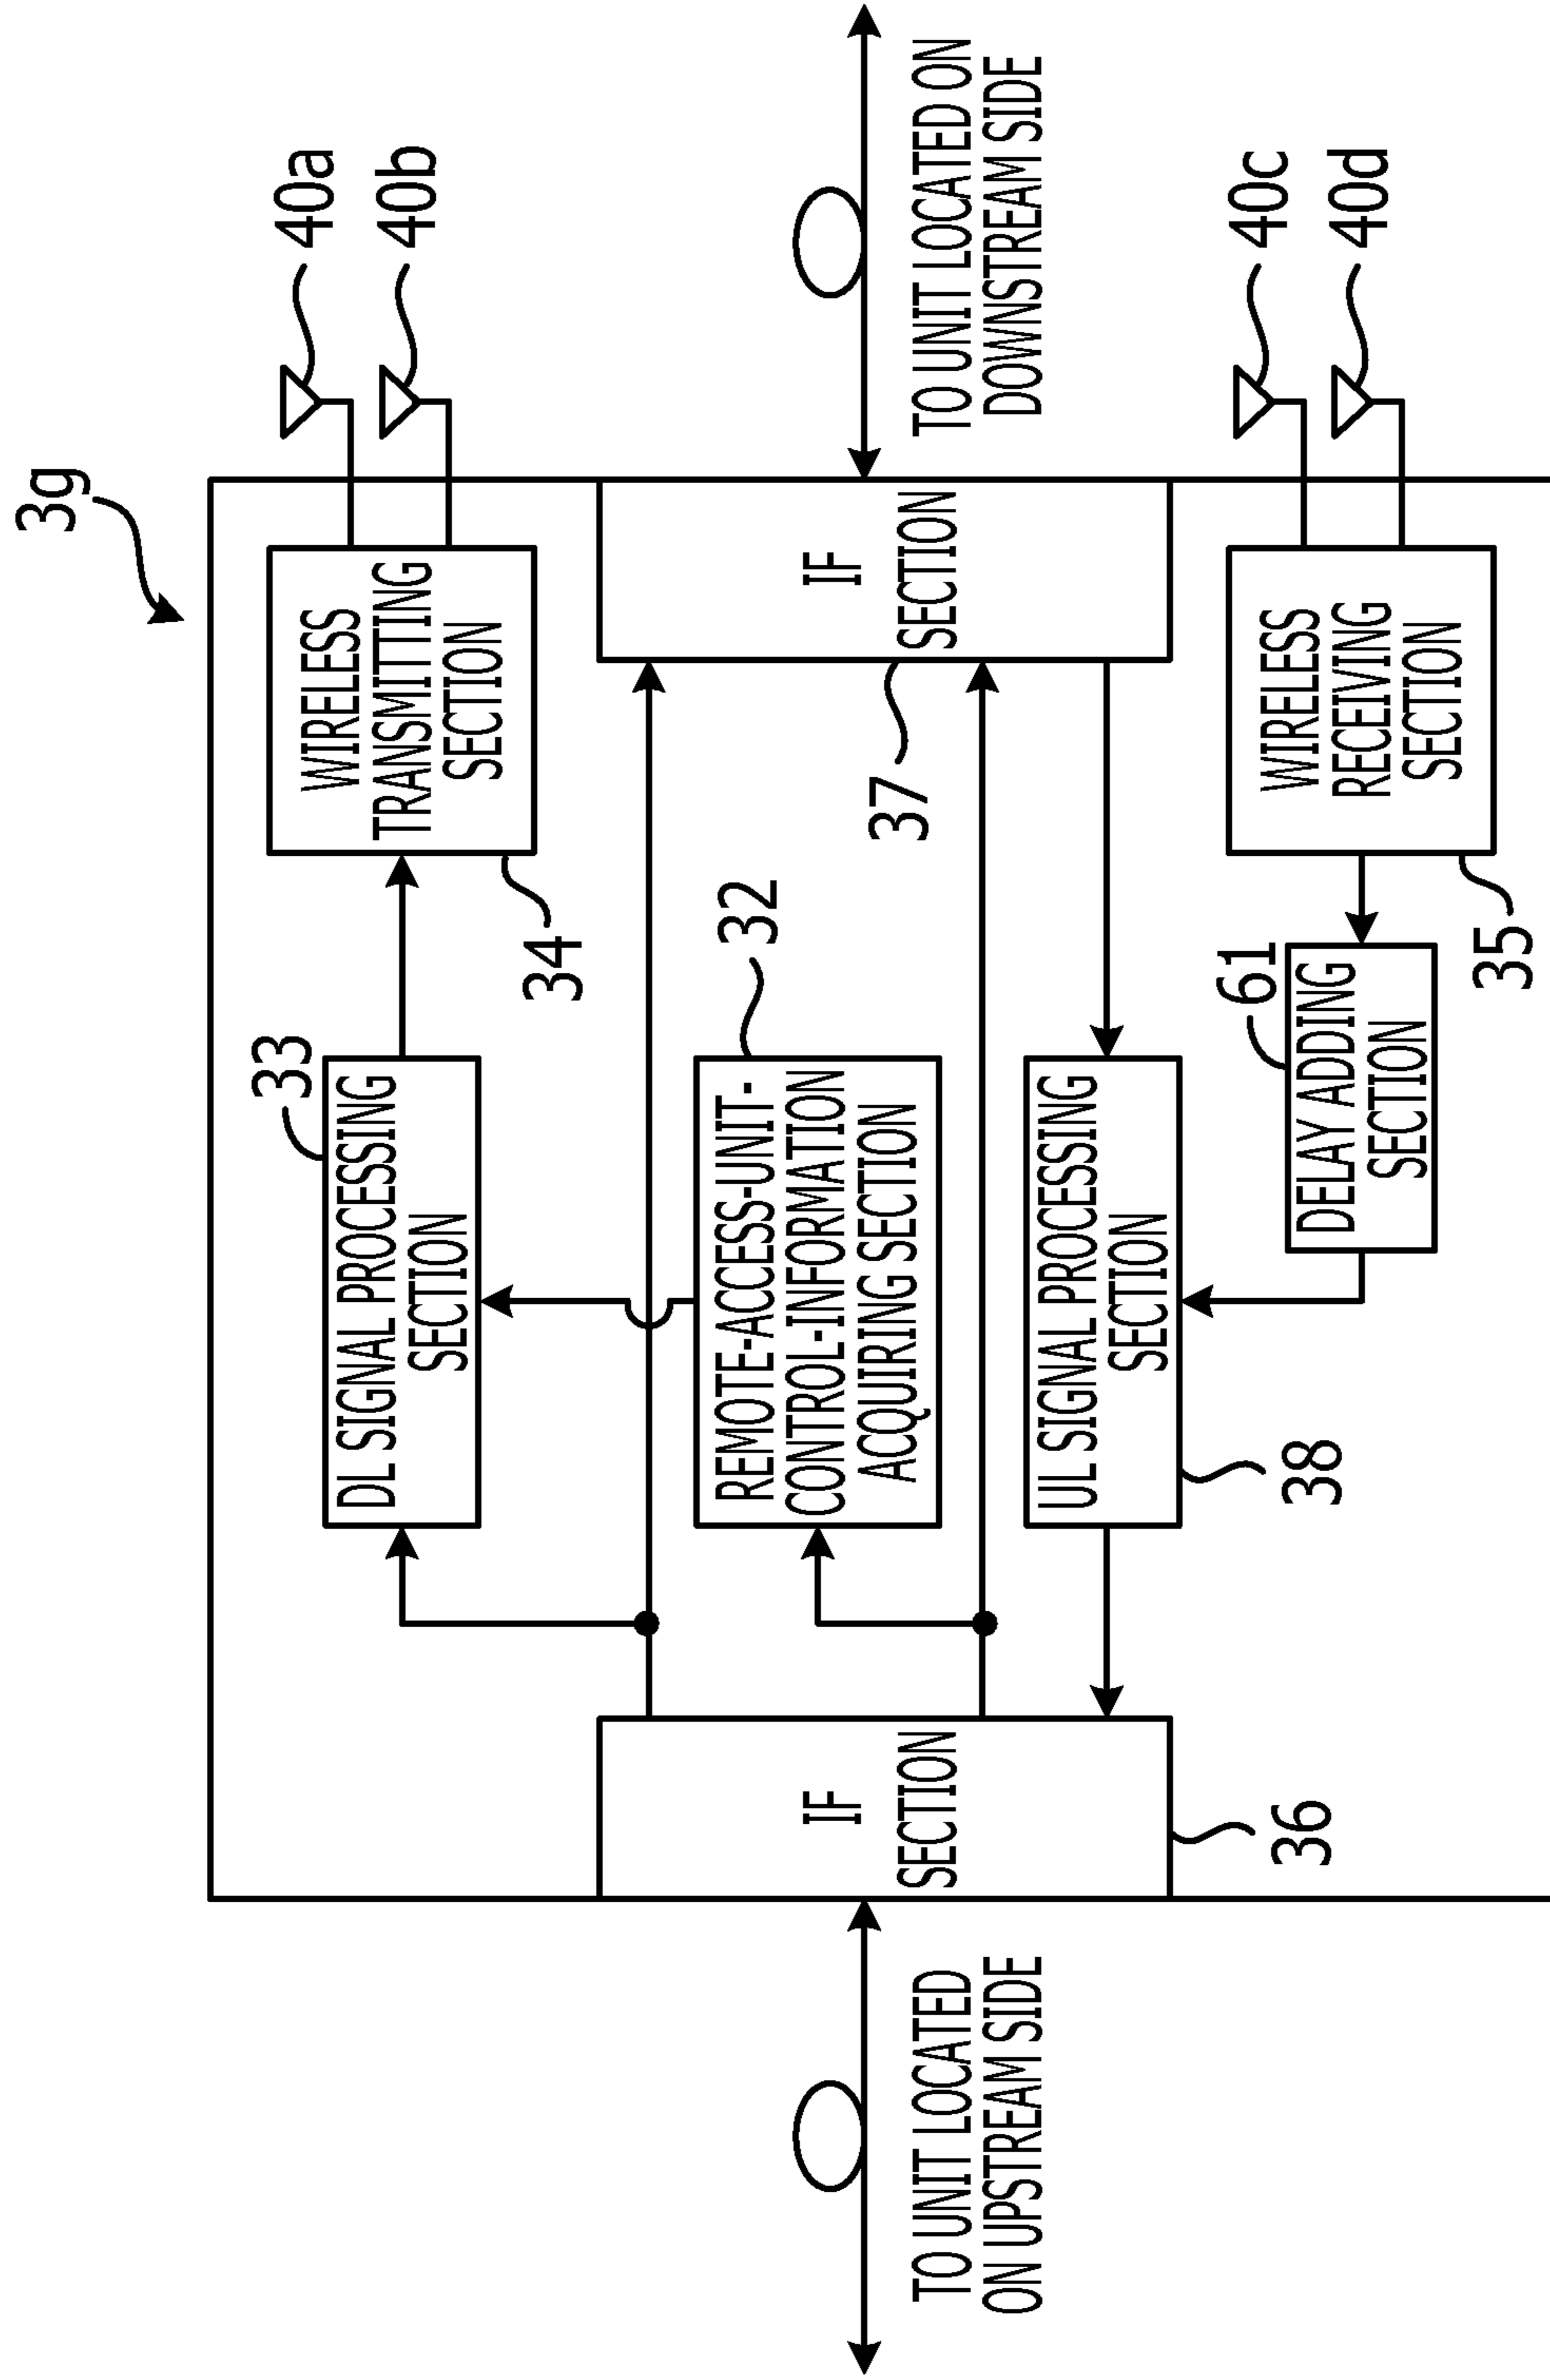 3g
33
DL SIGNAL PROCESSING
SECTION
34
WIRELESS
TRANSMITTING
SECTION
40a
40b
TO UNIT LOCATED
ON UPSTREAM SIDE
36
IF
SECTION
32
REMOTE-ACCESS-UNIT-
CONTROL-INFORMATION
ACQUIRING SECTION
37
IF
SECTION
TO UNIT LOCATED ON
DOWNSTREAM SIDE
38
UL SIGNAL PROCESSING
SECTION
61
DELAY ADDING
SECTION
35
WIRELESS
RECEIVING
SECTION
40c
40d